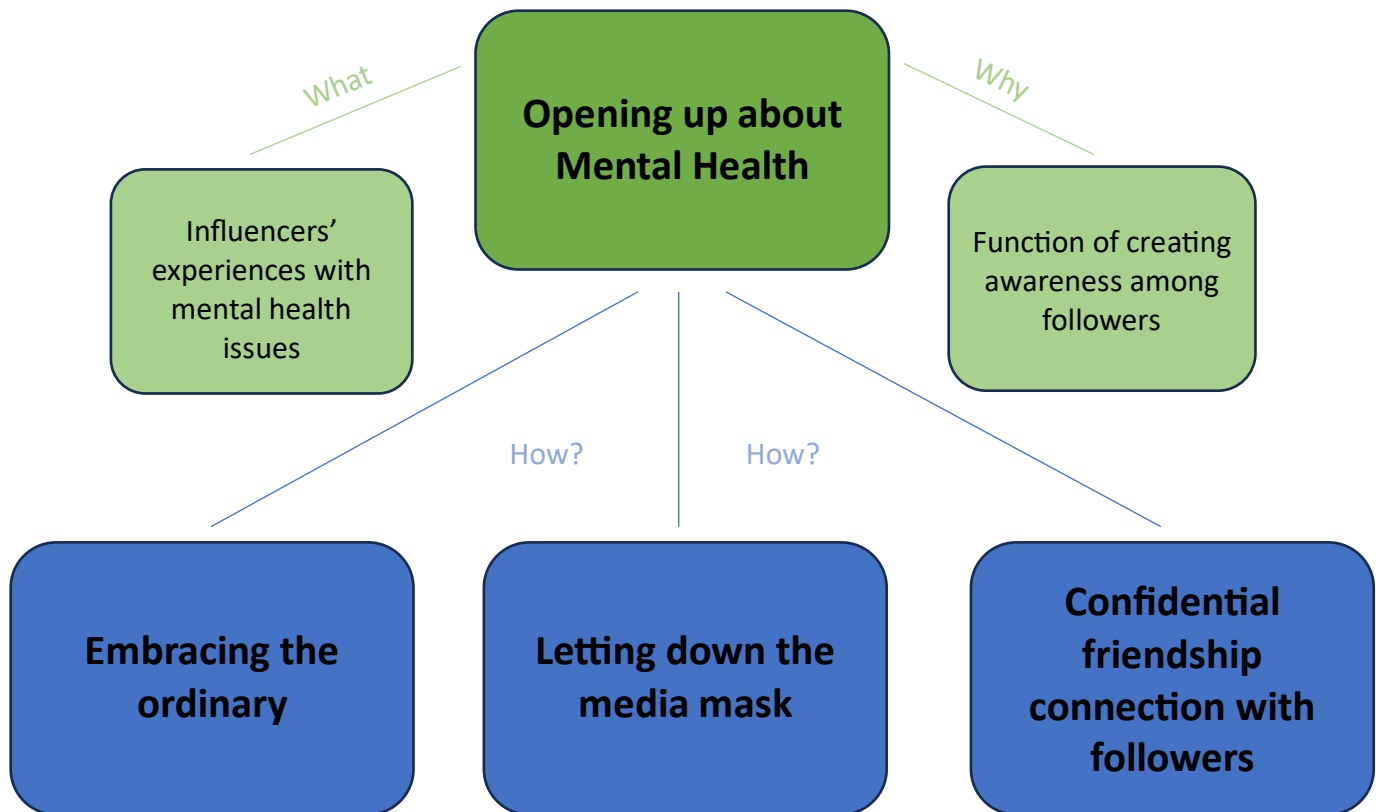 Opening up about
Mental Health
What
Why
Influencers’
experiences with
mental health
issues
Function of creating
awareness among
followers
How?
How?
Embracing the
ordinary
Letting down the
media mask
Confidential
friendship
connection with
followers